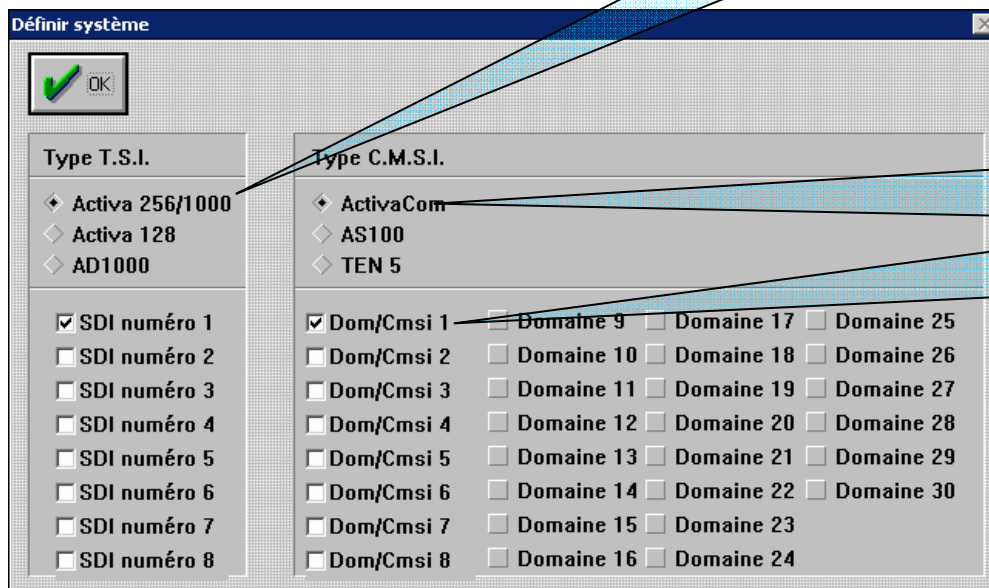 Définir système
OK
Type T.S.I.
Activa 256/1000
Activa 128
AD1000
SDI numéro 1
SDI numéro 2
SDI numéro 3
SDI numéro 4
SDI numéro 5
SDI numéro 6
SDI numéro 7
SDI numéro 8
Type C.M.S.I.
ActivaCom
AS100
TEN 5
Dom/Cmsi 1
Dom/Cmsi 2
Dom/Cmsi 3
Dom/Cmsi 4
Dom/Cmsi 5
Dom/Cmsi 6
Dom/Cmsi 7
Dom/Cmsi 8
Domaine 9
Domaine 10
Domaine 11
Domaine 12
Domaine 13
Domaine 14
Domaine 15
Domaine 16
Domaine 17
Domaine 18
Domaine 19
Domaine 20
Domaine 21
Domaine 22
Domaine 23
Domaine 24
Domaine 25
Domaine 26
Domaine 27
Domaine 28
Domaine 29
Domaine 30